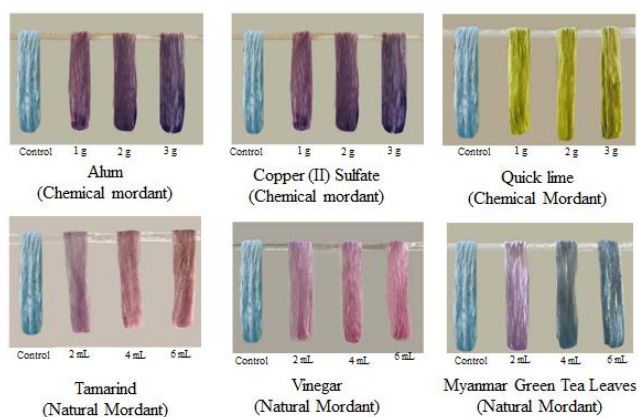 Control 1 g 2 g 3 g
Alum
(Chemical mordant)
Control 1 g 2 g 3 g
Copper (II) Sulfate
(Chemical mordant)
Control 1 g 2 g 3 g
Quick lime
(Chemical Mordant)
Control 2 mL 4 mL 6 mL
Tamarind
(Natural Mordant)
Control 2 mL 4 mL 6 mL
Vinegar
(Natural Mordant)
Control 2 mL 4 mL 6 mL
Myanmar Green Tea Leaves
(Natural Mordant)